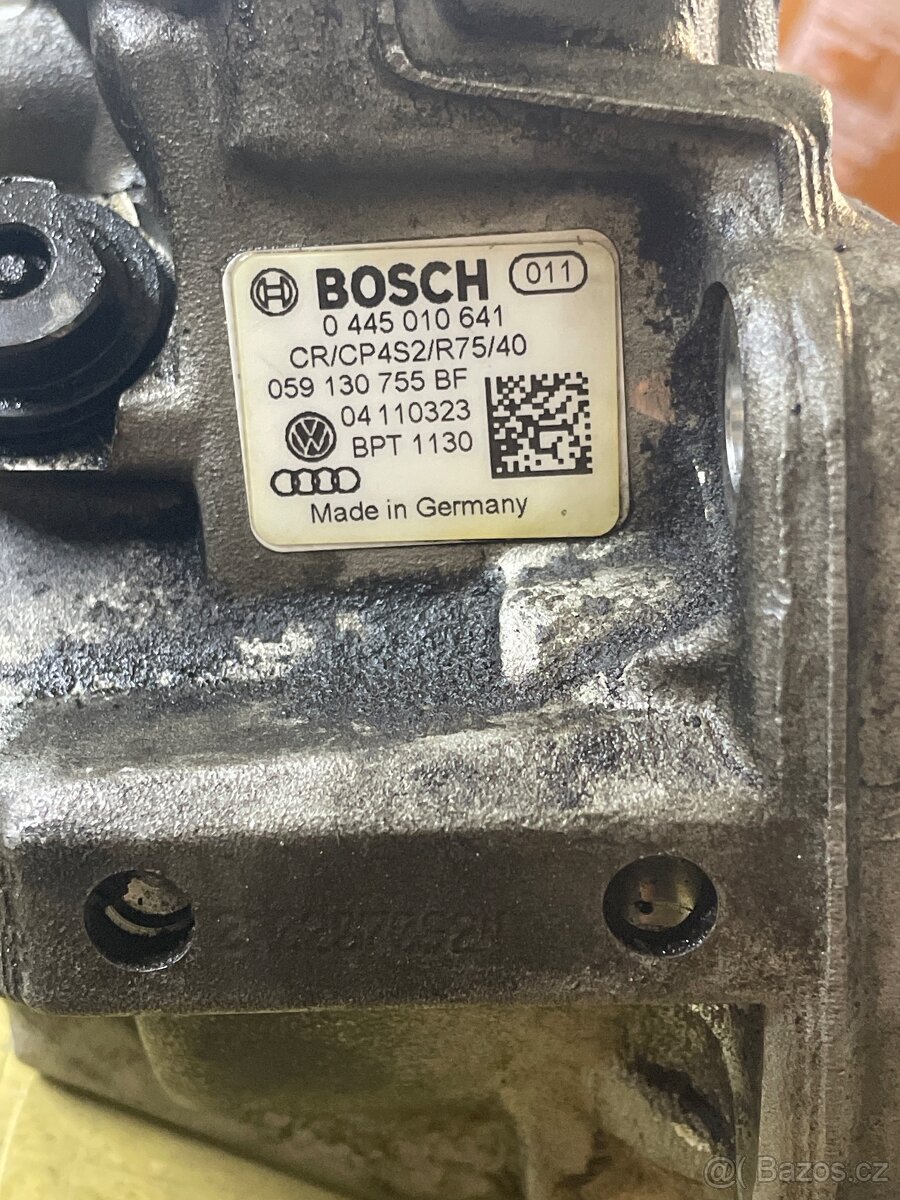 BOSCH 011
0 445 010 641
CR/CP4S2/R75/40
059 130 755 BF
04 110323
BPT 1130
Made in Germany
@( Bazos.cz